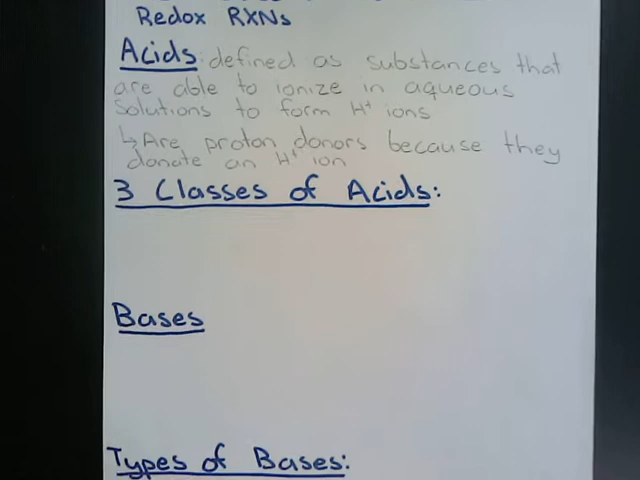 Redox RXNs
Acids: defined as substances that
are able to ionize in aqueous
Solutions to form H⁺ ions
↳ Are proton donors because they
donate an H⁺ ion
3 Classes of Acids:
Bases
Types of Bases: